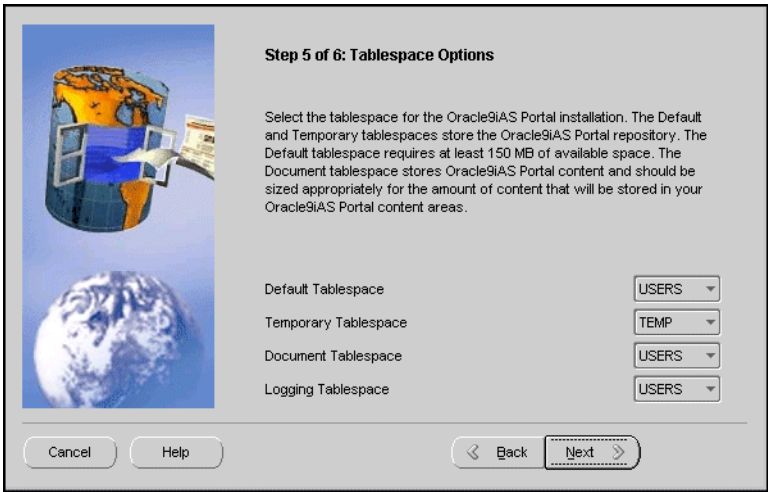 Step 5 of 6: Tablespace Options
Select the tablespace for the Oracle9iAS Portal installation. The Default
and Temporary tablespaces store the Oracle9iAS Portal repository. The
Default tablespace requires at least 150 MB of available space. The
Document tablespace stores Oracle9iAS Portal content and should be
sized appropriately for the amount of content that will be stored in your
Oracle9iAS Portal content areas.
Default Tablespace USERS
Temporary Tablespace TEMP
Document Tablespace USERS
Logging Tablespace USERS
Cancel Help Back Next